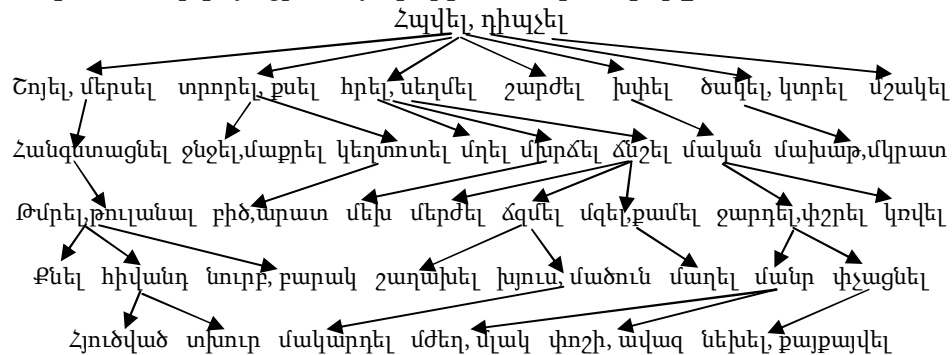 Հպվել, դիպչել
Շոյել, մերսել տրորել, քսել հրել, սեղմել շարժել խփել ծակել, կտրել մշակել
Հանգստացնել ջնջել,մաքրել կեղտոտել մղել մխրճել ճնշել մական մախաթ,մկրատ
Թմրել,թուլանալ բիծ,արատ մեխ մերժել ճզմել մզել,քամել ջարդել,փշրել կռվել
Քնել հիվանդ նուրբ, բարակ շաղախել խյուս, մածուն մաղել մանր փչացնել
Հյուծված տխուր մակարդել մժեղ, մլակ փոշի, ավազ նեխել, քայքայվել